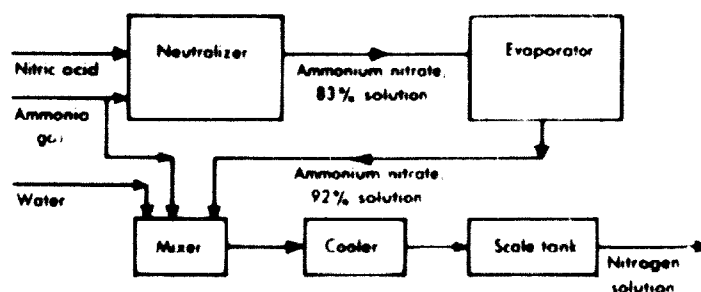 Neutralizer
Evaporator
Nitric acid
Ammonium nitrate,
83% solution
Ammonia
Ammonium nitrate,
92% solution
Water
Mixer
Cooler
Scale tank
Nitrogen
solution